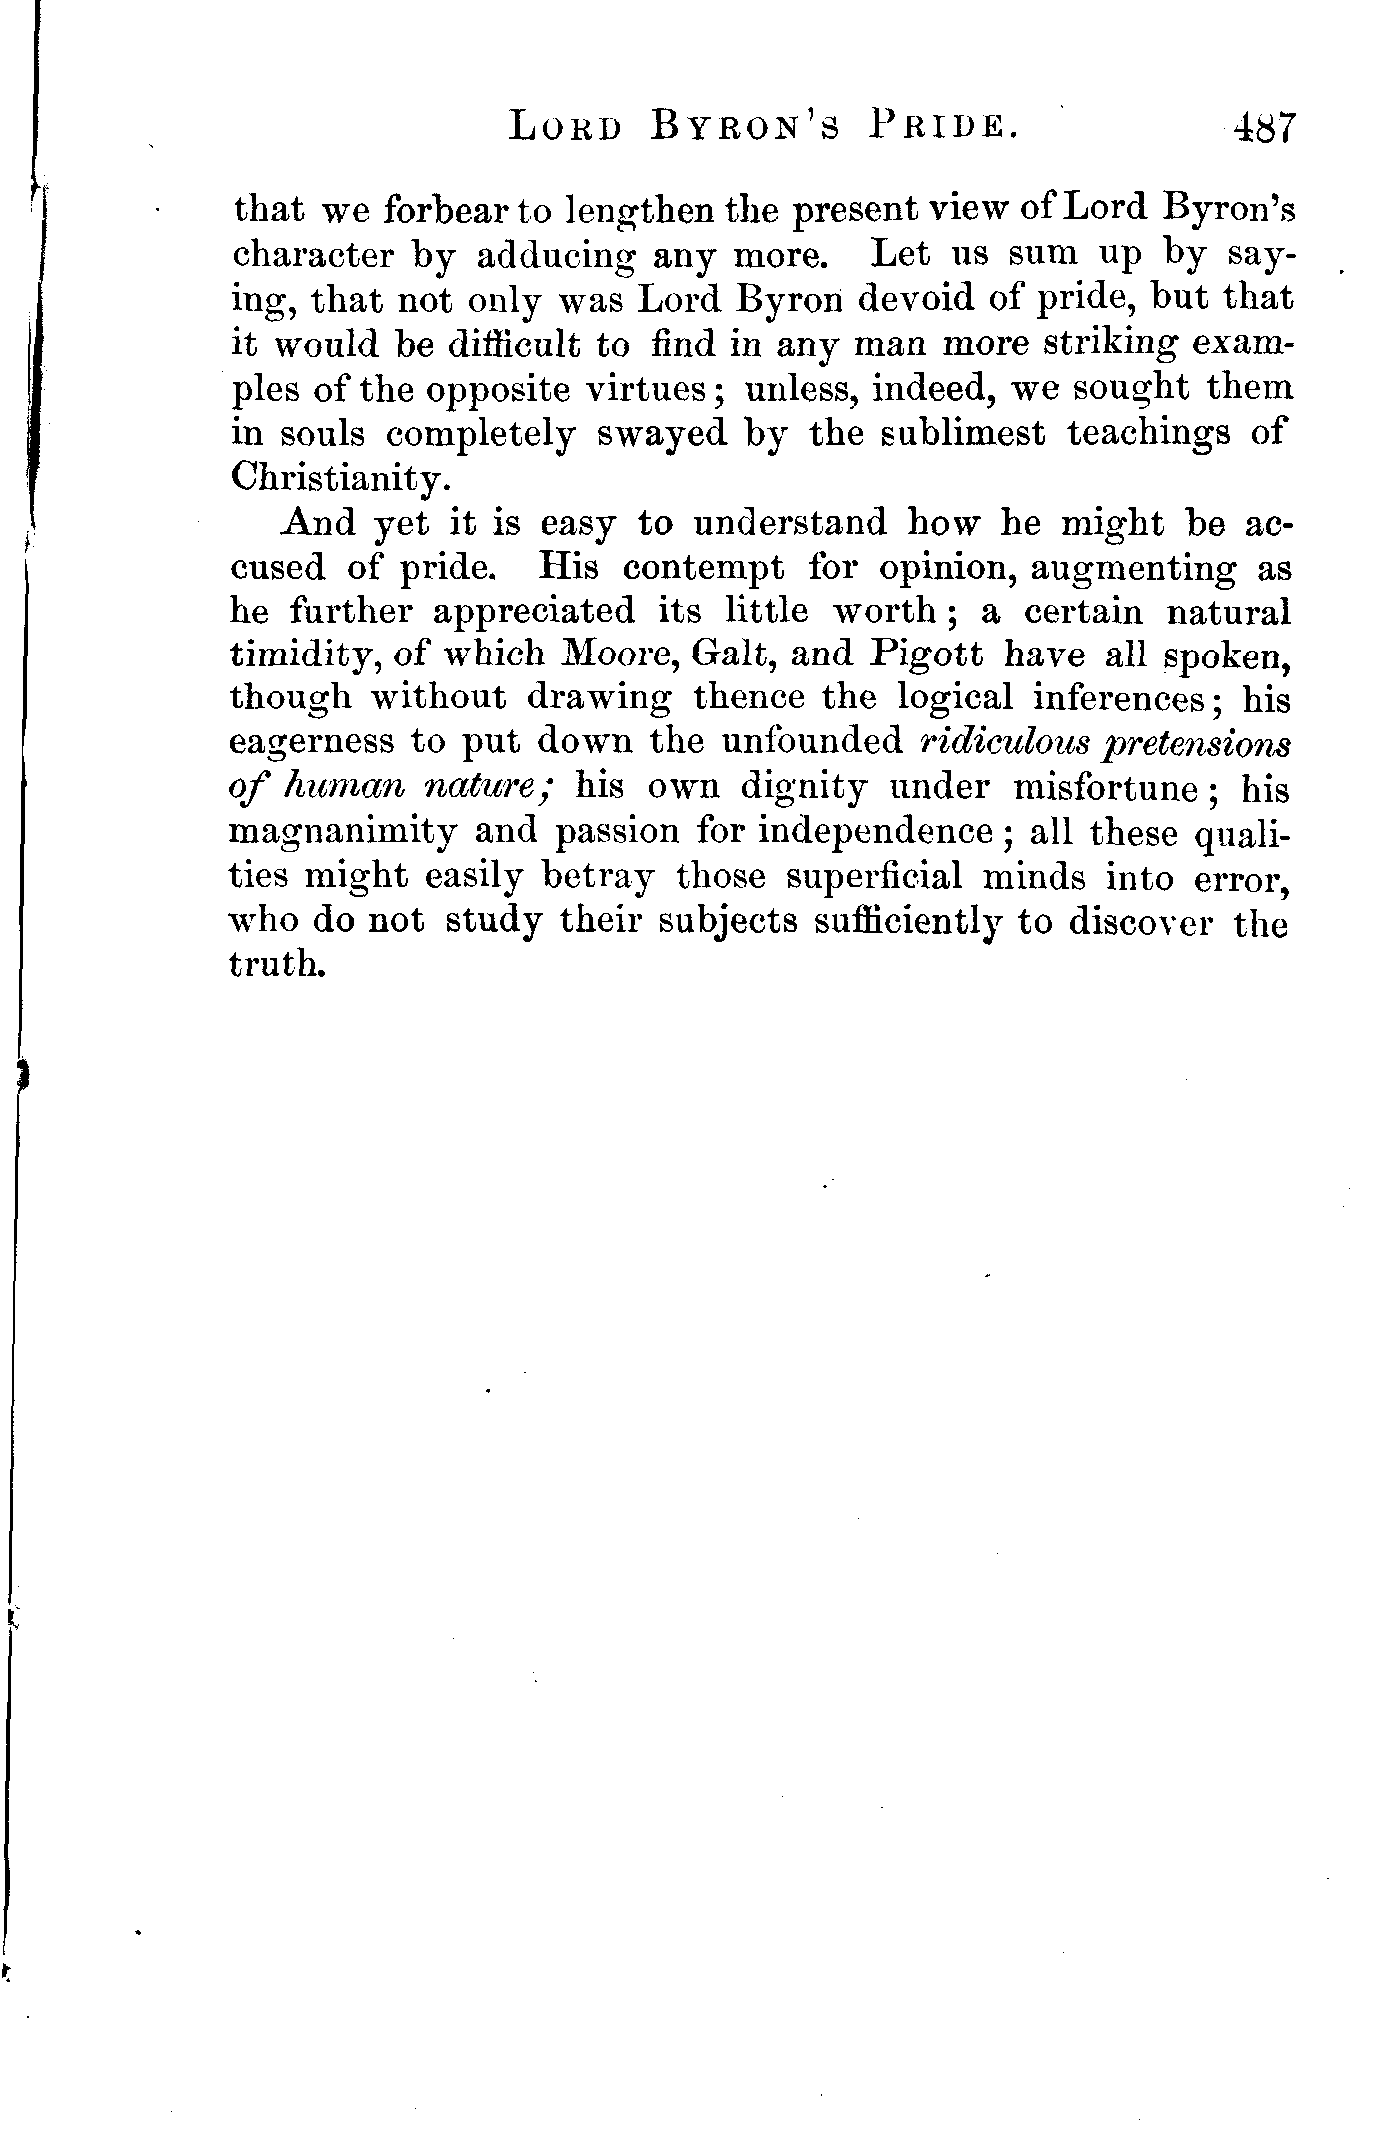 LORD BYRON'S PRIDE. 487
that we forbear to lengthen the present view of Lord Byron's
character by adducing any more. Let us sum up by say-
ing, that not only was Lord Byron devoid of pride, but that
it would be difficult to find in any man more striking exam-
ples of the opposite virtues; unless, indeed, we sought them
in souls completely swayed by the sublimest teachings of
Christianity.
And yet it is easy to understand how he might be ac-
cused of pride. His contempt for opinion, augmenting as
he further appreciated its little worth; a certain natural
timidity, of which Moore, Galt, and Pigott have all spoken,
though without drawing thence the logical inferences; his
eagerness to put down the unfounded ridiculous pretensions
of human nature; his own dignity under misfortune; his
magnanimity and passion for independence; all these quali-
ties might easily betray those superficial minds into error,
who do not study their subjects sufficiently to discover the
truth.